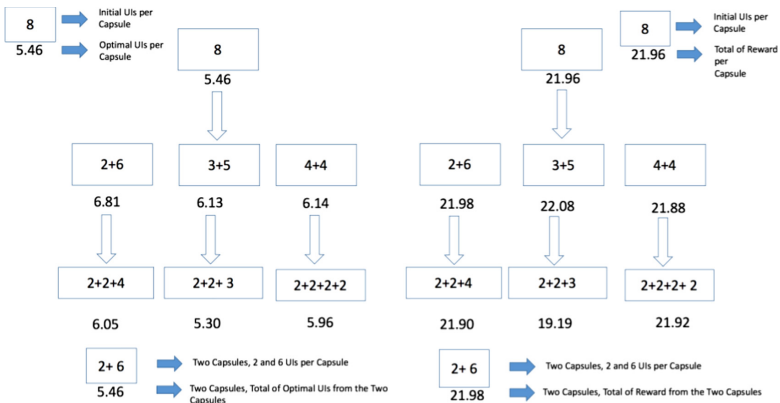 8
Initial UIs per
Capsule
5.46
Optimal UIs per
Capsule
8
5.46
2+6
3+5
4+4
6.81
6.13
6.14
2+2+4
2+2+ 3
2+2+2+2
6.05
5.30
5.96
2+ 6
Two Capsules, 2 and 6 UIs per Capsule
5.46
Two Capsules, Total of Optimal UIs from the Two
Capsules
8
Initial UIs per
Capsule
21.96
Total of Reward
per
Capsule
8
21.96
2+6
3+5
4+4
21.98
22.08
21.88
2+2+4
2+2+3
2+2+2+ 2
21.90
19.19
21.92
2+ 6
Two Capsules, 2 and 6 UIs per Capsule
21.98
Two Capsules, Total of Reward from the Two Capsules